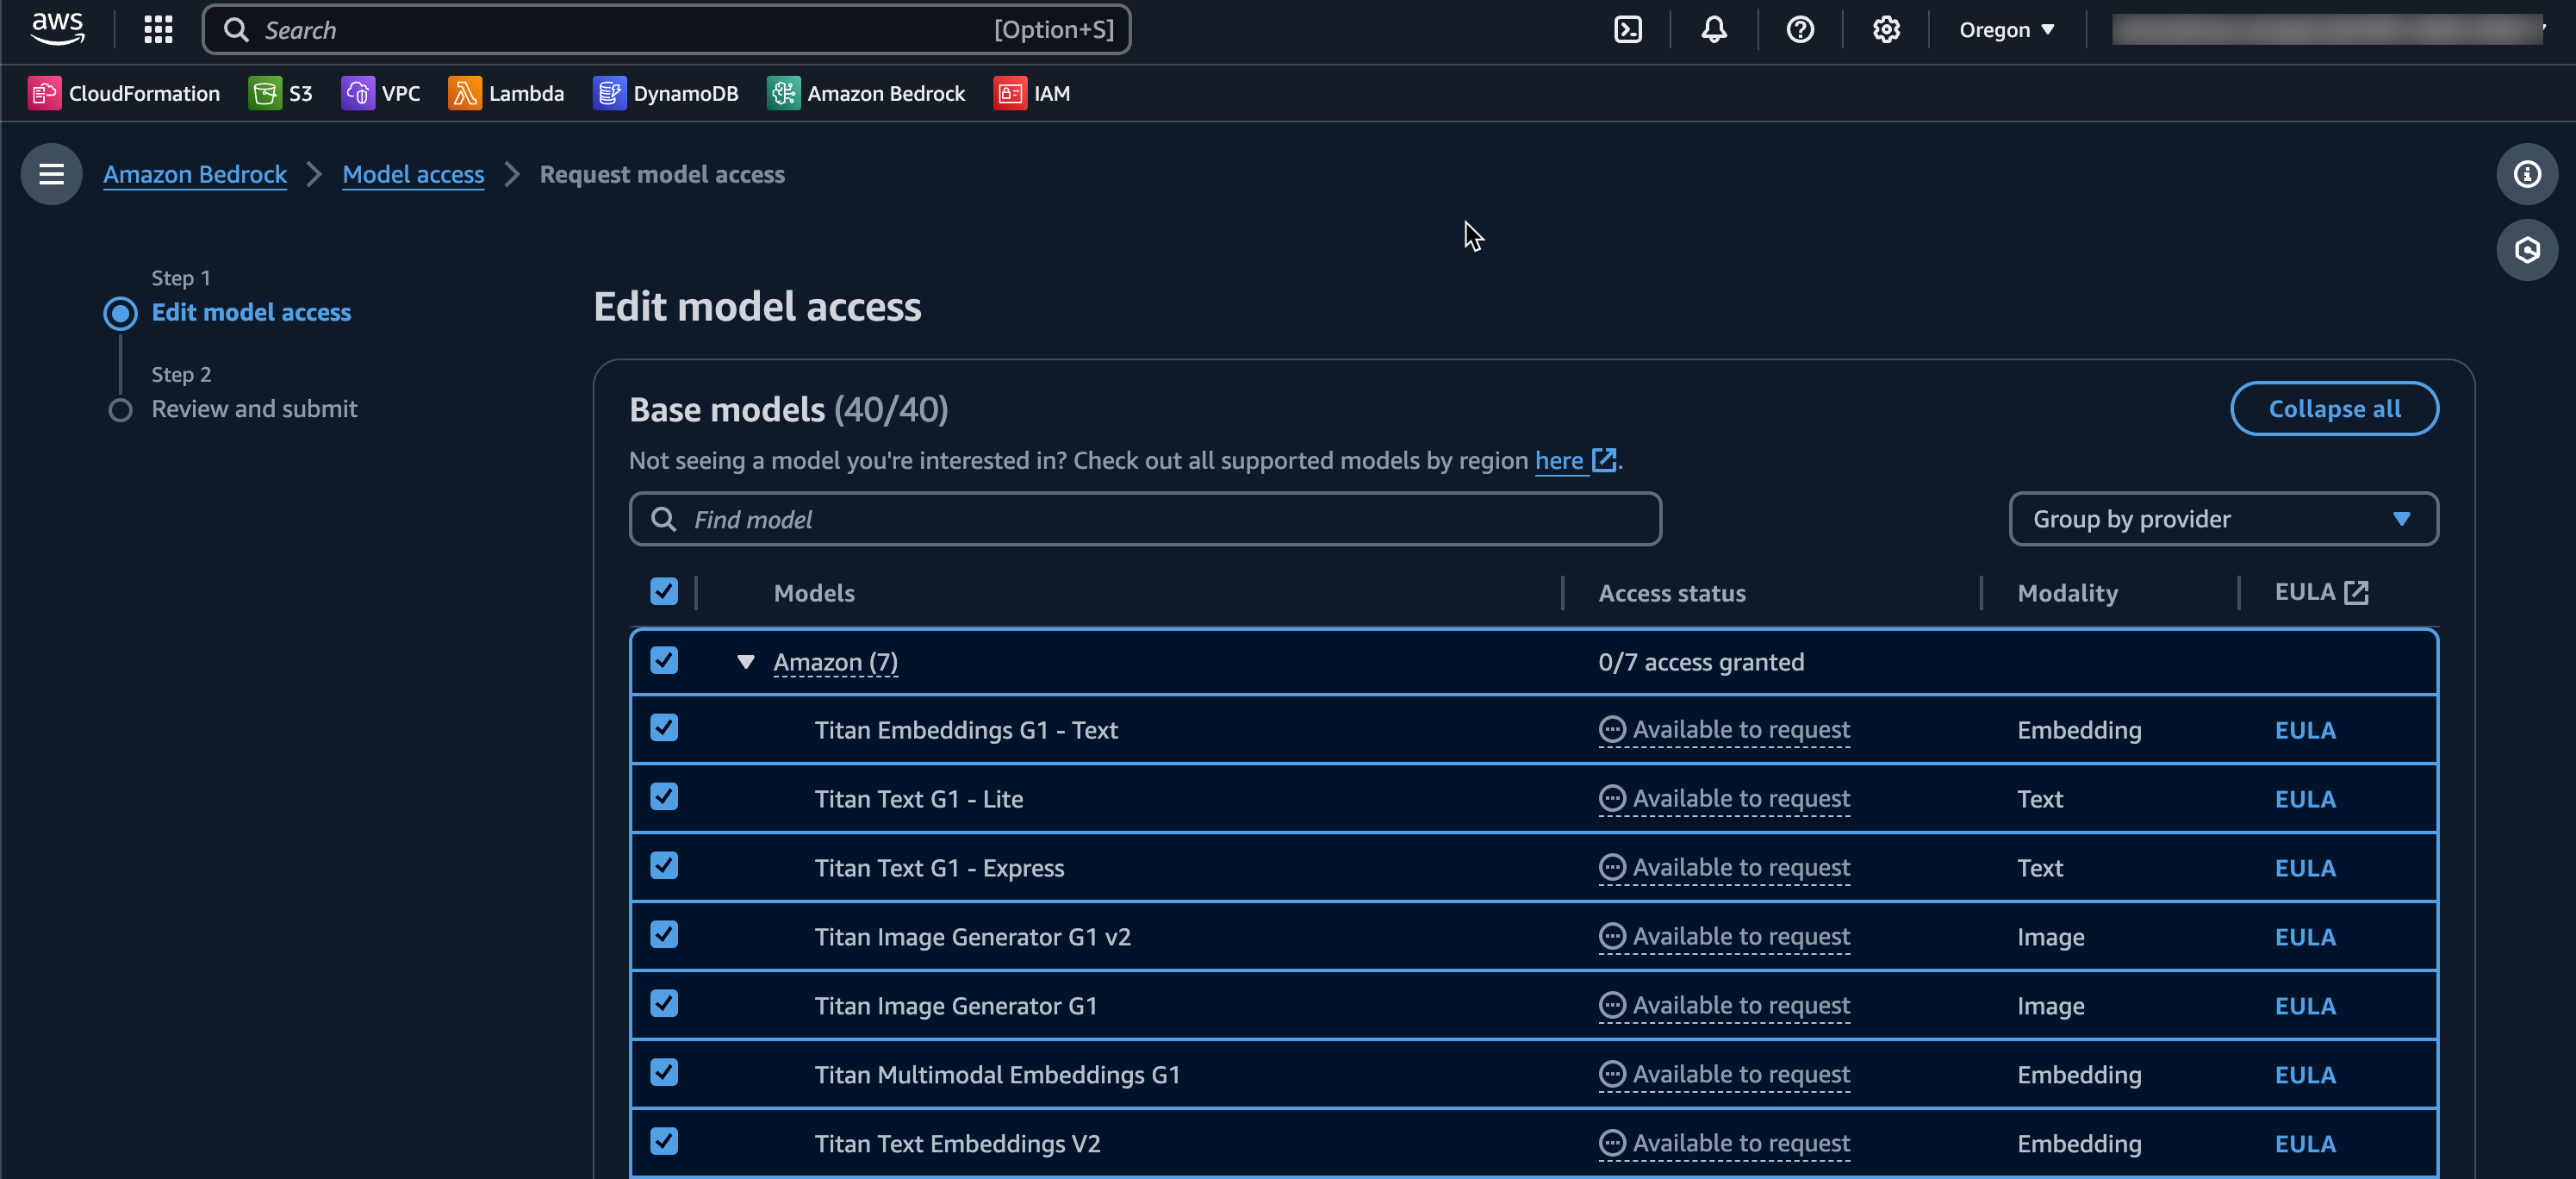 aws
Search [Option+S]
Oregon
CloudFormation S3 VPC Lambda DynamoDB Amazon Bedrock IAM
Amazon Bedrock Model access Request model access
Step 1
Edit model access
Step 2
Review and submit
Edit model access
Base models (40/40)
Collapse all
Not seeing a model you're interested in? Check out all supported models by region here.
Find model
Group by provider
Models Access status Modality EULA
Amazon (7) 0/7 access granted
Titan Embeddings G1 - Text Available to request Embedding EULA
Titan Text G1 - Lite Available to request Text EULA
Titan Text G1 - Express Available to request Text EULA
Titan Image Generator G1 v2 Available to request Image EULA
Titan Image Generator G1 Available to request Image EULA
Titan Multimodal Embeddings G1 Available to request Embedding EULA
Titan Text Embeddings V2 Available to request Embedding EULA